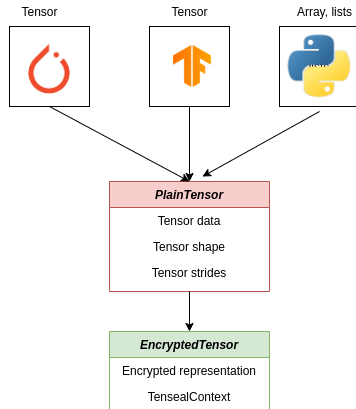 Tensor
Tensor
Array, lists
PlainTensor
Tensor data
Tensor shape
Tensor strides
EncryptedTensor
Encrypted representation
TensealContext